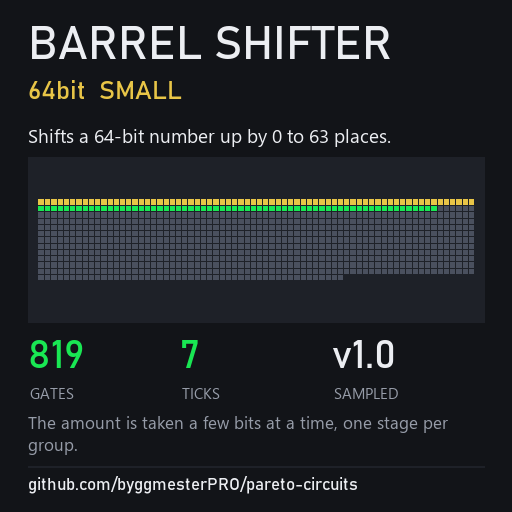 BARREL SHIFTER
64bit SMALL
Shifts a 64-bit number up by 0 to 63 places.
819 7 v1.0
GATES TICKS SAMPLED
The amount is taken a few bits at a time, one stage per
group.
github.com/byggmesterPRO/pareto-circuits